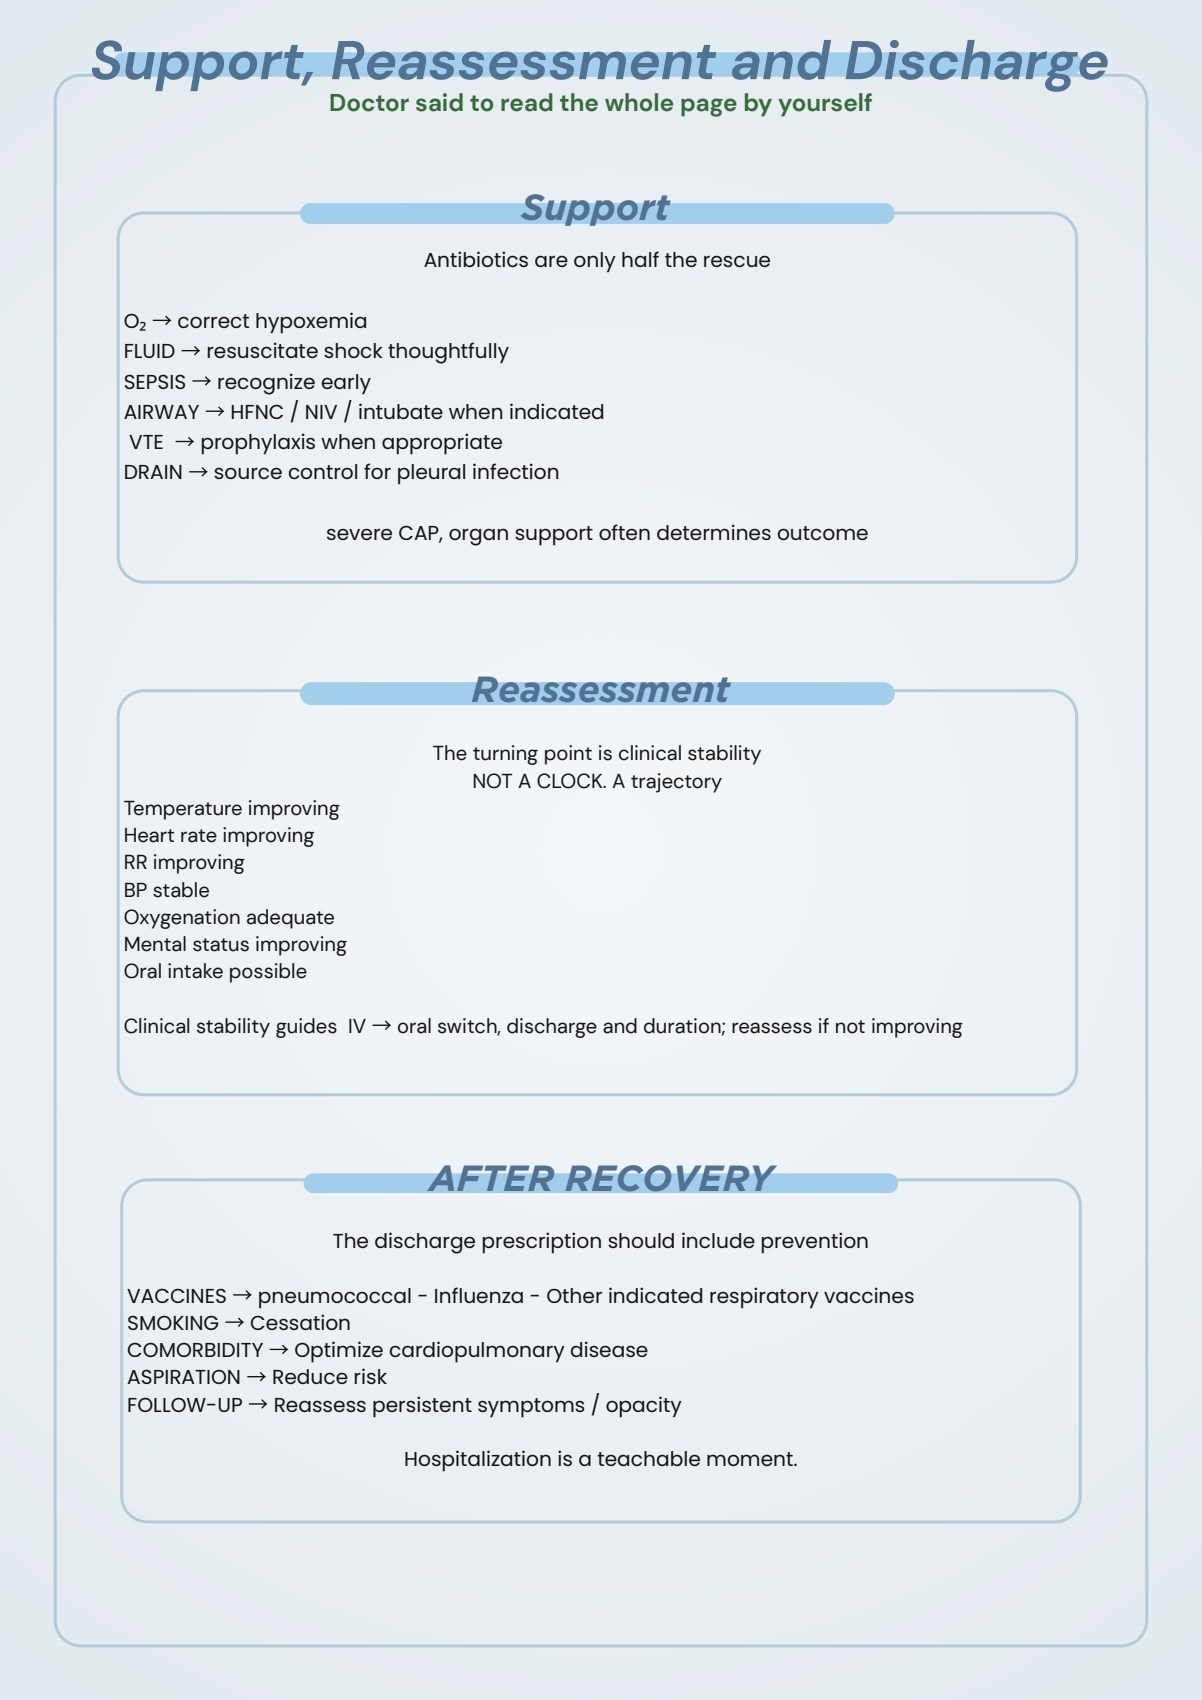 Support, Reassessment and Discharge
Doctor said to read the whole page by yourself
Support
Antibiotics are only half the rescue
O₂ → correct hypoxemia
FLUID → resuscitate shock thoughtfully
SEPSIS → recognize early
AIRWAY → HFNC / NIV / intubate when indicated
VTE → prophylaxis when appropriate
DRAIN → source control for pleural infection
severe CAP, organ support often determines outcome
Reassessment
The turning point is clinical stability
NOT A CLOCK. A trajectory
Temperature improving
Heart rate improving
RR improving
BP stable
Oxygenation adequate
Mental status improving
Oral intake possible
Clinical stability guides IV → oral switch, discharge and duration; reassess if not improving
AFTER RECOVERY
The discharge prescription should include prevention
VACCINES → pneumococcal - Influenza - Other indicated respiratory vaccines
SMOKING → Cessation
COMORBIDITY → Optimize cardiopulmonary disease
ASPIRATION → Reduce risk
FOLLOW-UP → Reassess persistent symptoms / opacity
Hospitalization is a teachable moment.